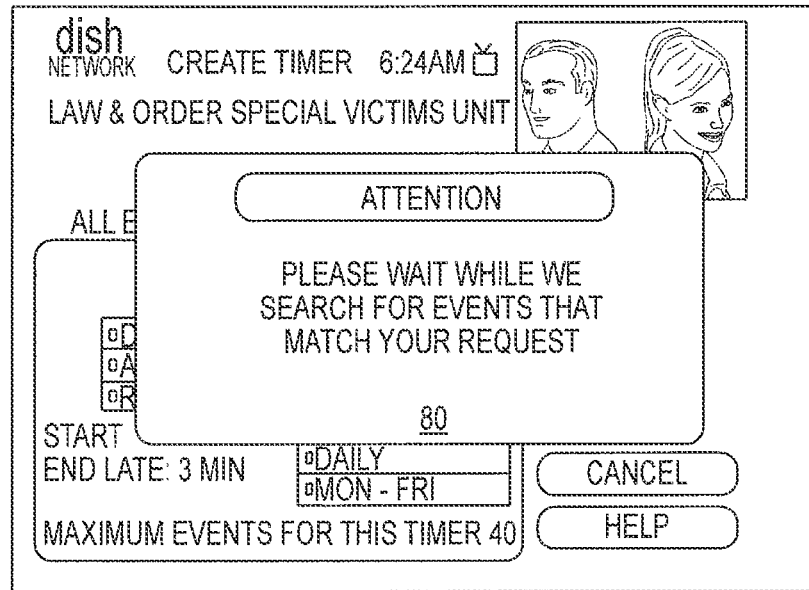 dish
NETWORK
CREATE TIMER 6:24AM
LAW & ORDER SPECIAL VICTIMS UNIT
ALL E
ATTENTION
PLEASE WAIT WHILE WE
SEARCH FOR EVENTS THAT
MATCH YOUR REQUEST
80
D
A
R
START
END LATE: 3 MIN
DAILY
MON - FRI
MAXIMUM EVENTS FOR THIS TIMER 40
CANCEL
HELP